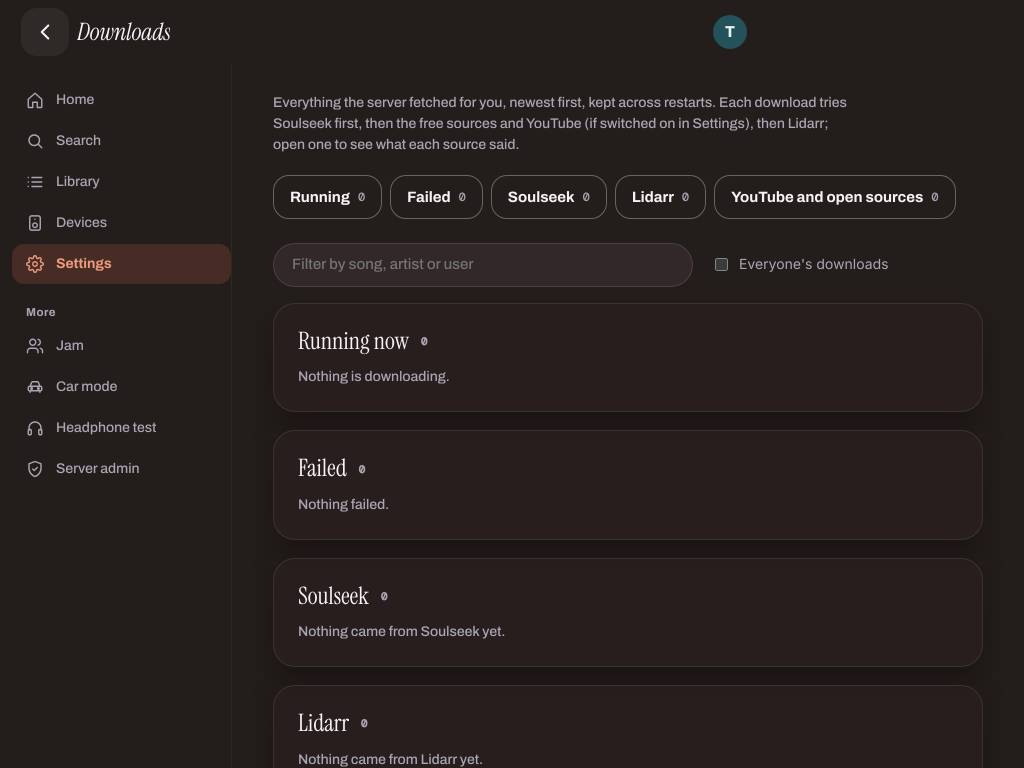 Downloads
T
Home
Search
Library
Devices
Settings
More
Jam
Car mode
Headphone test
Server admin
Everything the server fetched for you, newest first, kept across restarts. Each download tries
Soulseek first, then the free sources and YouTube (if switched on in Settings), then Lidarr;
open one to see what each source said.
Running 0
Failed 0
Soulseek 0
Lidarr 0
YouTube and open sources 0
Filter by song, artist or user
Everyone's downloads
Running now 0
Nothing is downloading.
Failed 0
Nothing failed.
Soulseek 0
Nothing came from Soulseek yet.
Lidarr 0
Nothing came from Lidarr yet.